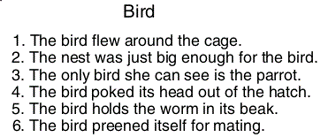 Bird
1. The bird flew around the cage.
2. The nest was just big enough for the bird.
3. The only bird she can see is the parrot.
4. The bird poked its head out of the hatch.
5. The bird holds the worm in its beak.
6. The bird preened itself for mating.